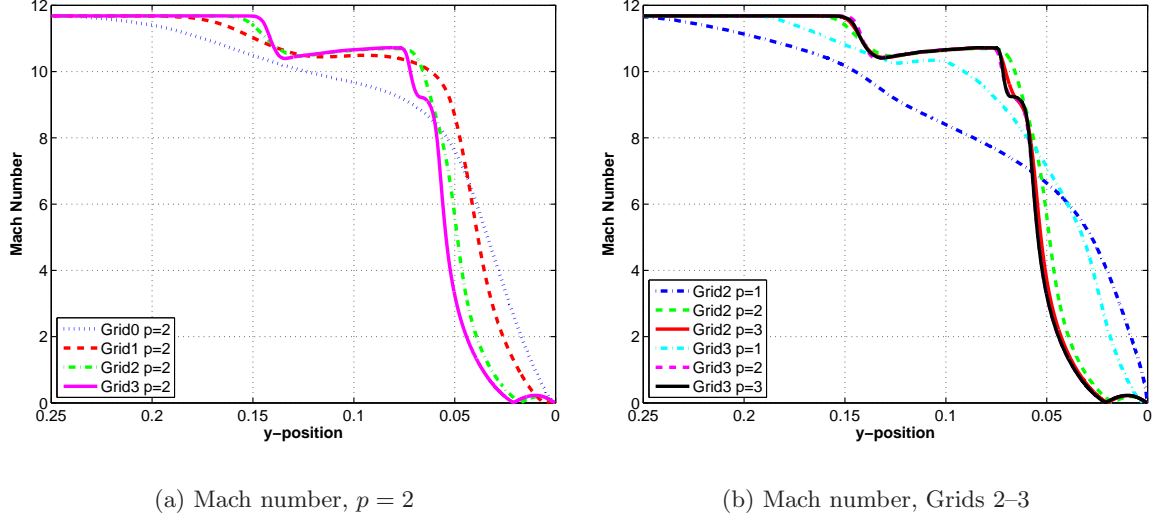 12
10
8
6
4
2
0
Mach Number
Grid0 p=2
Grid1 p=2
Grid2 p=2
Grid3 p=2
0.25 0.2 0.15 0.1 0.05 0
y−position
(a) Mach number, p = 2
12
10
8
6
4
2
0
Mach Number
Grid2 p=1
Grid2 p=2
Grid2 p=3
Grid3 p=1
Grid3 p=2
Grid3 p=3
0.25 0.2 0.15 0.1 0.05 0
y−position
(b) Mach number, Grids 2–3